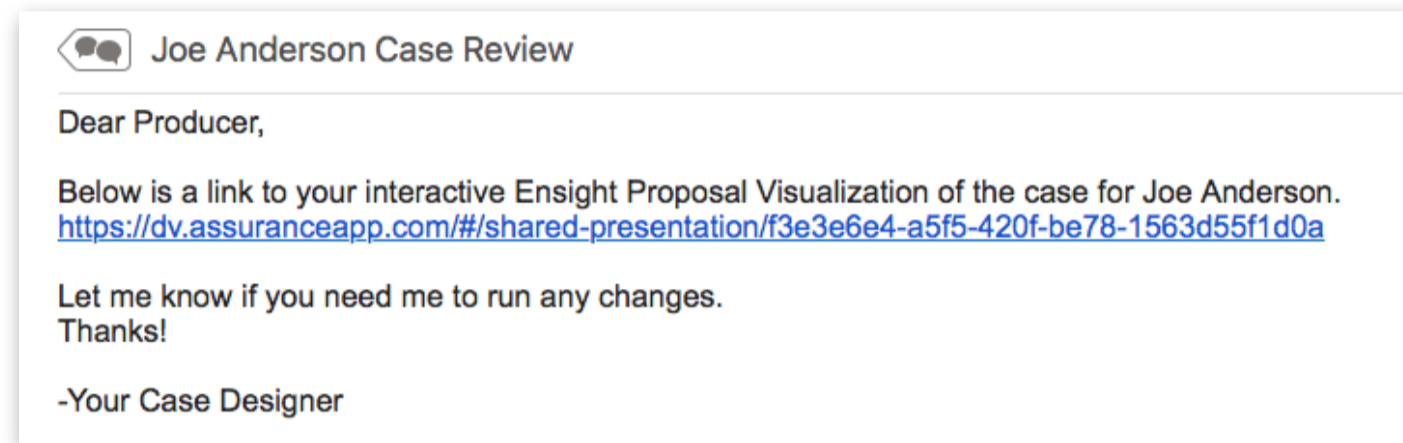 Joe Anderson Case Review
Dear Producer,
Below is a link to your interactive Ensight Proposal Visualization of the case for Joe Anderson.
https://dv.assuranceapp.com/#/shared-presentation/f3e3e6e4-a5f5-420f-be78-1563d55f1d0a
Let me know if you need me to run any changes.
Thanks!
-Your Case Designer